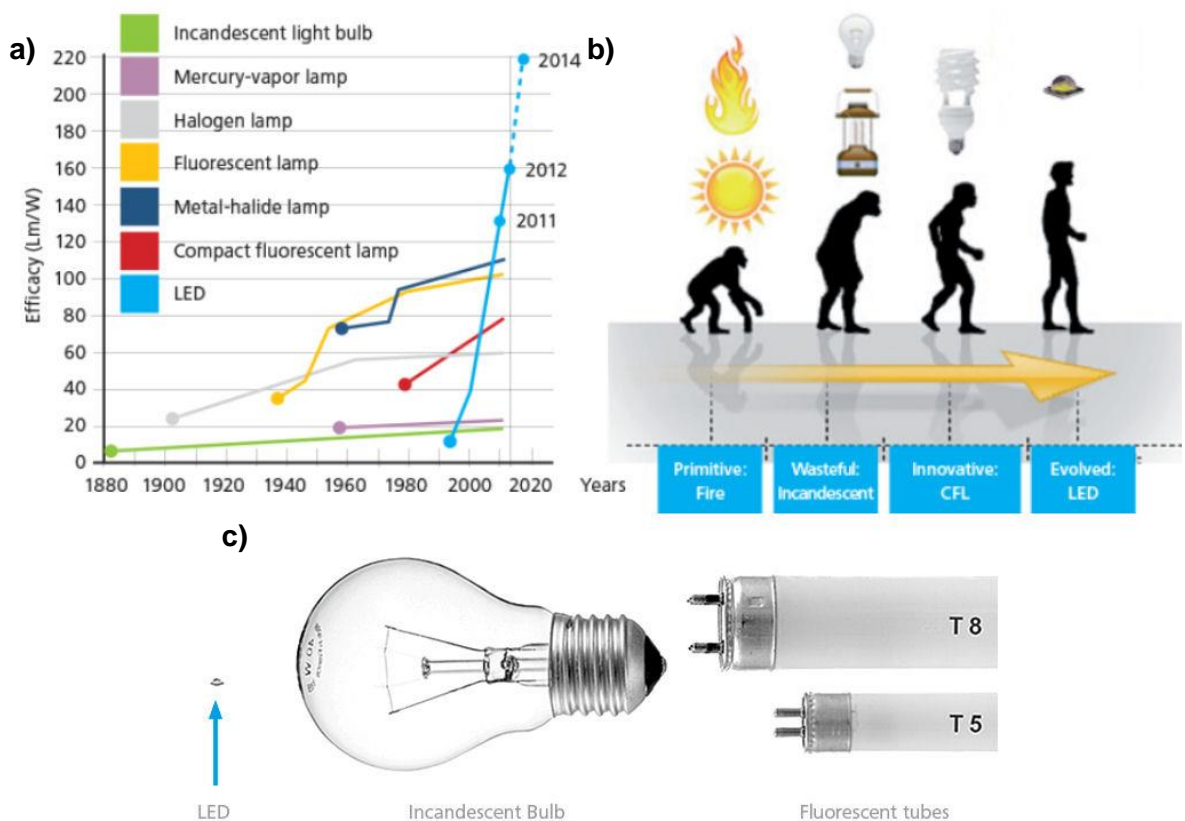 a)
Incandescent light bulb
Mercury-vapor lamp
Halogen lamp
Fluorescent lamp
Metal-halide lamp
Compact fluorescent lamp
LED
Efficacy (Lm/W)
220
200
180
160
140
120
100
80
60
40
20
0
2014
2012
2011
1880 1900 1920 1940 1960 1980 2000 2020 Years
b)
Primitive:
Fire
Wasteful:
Incandescent
Innovative:
CFL
Evolved:
LED
c)
T 8
T 5
LED
Incandescent Bulb
Fluorescent tubes